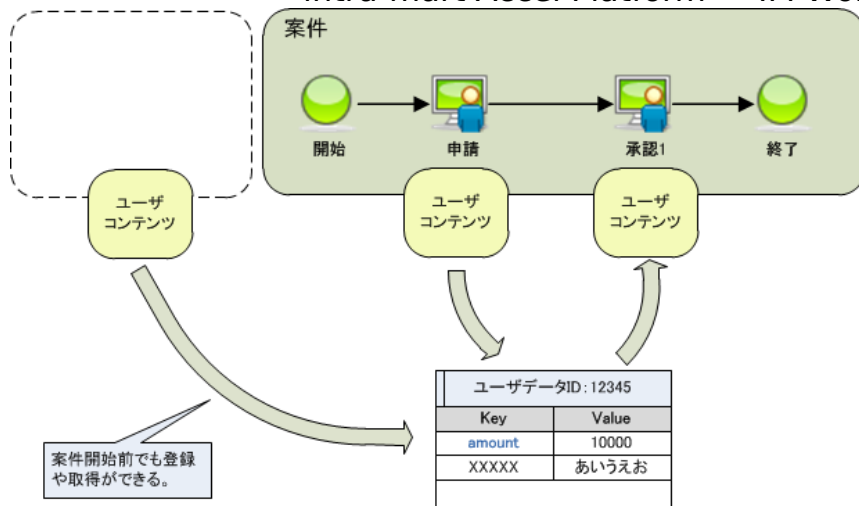 案件
開始
申請
承認1
終了
ユーザ
コンテンツ
ユーザ
コンテンツ
ユーザ
コンテンツ
ユーザデータID:12345
Key
Value
amount
10000
XXXXX
あいうえお
案件開始前でも登録
や取得ができる。